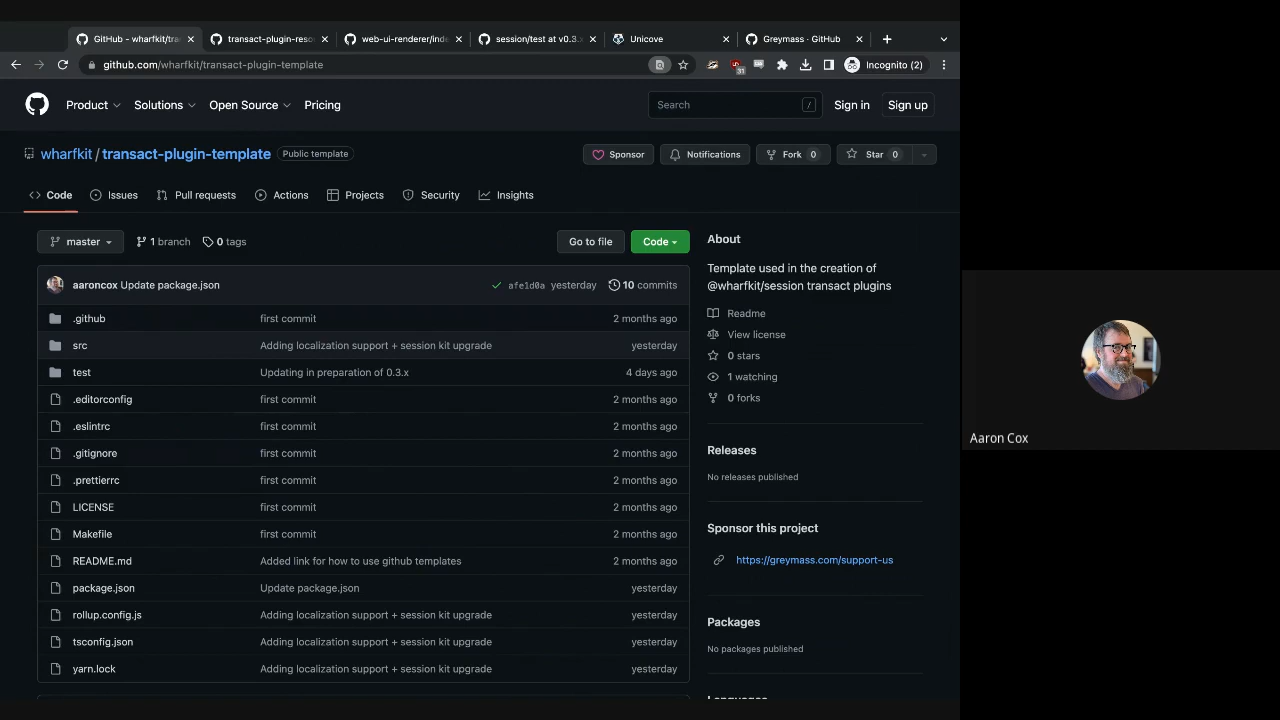 GitHub - wharfkit/tra
transact-plugin-reso
web-ui-renderer/inde
session/test at v0.3.x
Unicove
Greymass · GitHub
github.com/wharfkit/transact-plugin-template
31
Incognito (2)
Product
Solutions
Open Source
Pricing
Search
/
Sign in
Sign up
wharfkit / transact-plugin-template
Public template
Sponsor
Notifications
Fork 0
Star 0
Code
Issues
Pull requests
Actions
Projects
Security
Insights
master
1 branch
0 tags
Go to file
Code
aaroncox Update package.json
afe1d0a yesterday
10 commits
.github first commit 2 months ago
src Adding localization support + session kit upgrade yesterday
test Updating in preparation of 0.3.x 4 days ago
.editorconfig first commit 2 months ago
.eslintrc first commit 2 months ago
.gitignore first commit 2 months ago
.prettierrc first commit 2 months ago
LICENSE first commit 2 months ago
Makefile first commit 2 months ago
README.md Added link for how to use github templates 2 months ago
package.json Update package.json yesterday
rollup.config.js Adding localization support + session kit upgrade yesterday
tsconfig.json Adding localization support + session kit upgrade yesterday
yarn.lock Adding localization support + session kit upgrade yesterday
About
Template used in the creation of
@wharfkit/session transact plugins
Readme
View license
0 stars
1 watching
0 forks
Releases
No releases published
Sponsor this project
https://greymass.com/support-us
Packages
No packages published
Languages
Aaron Cox